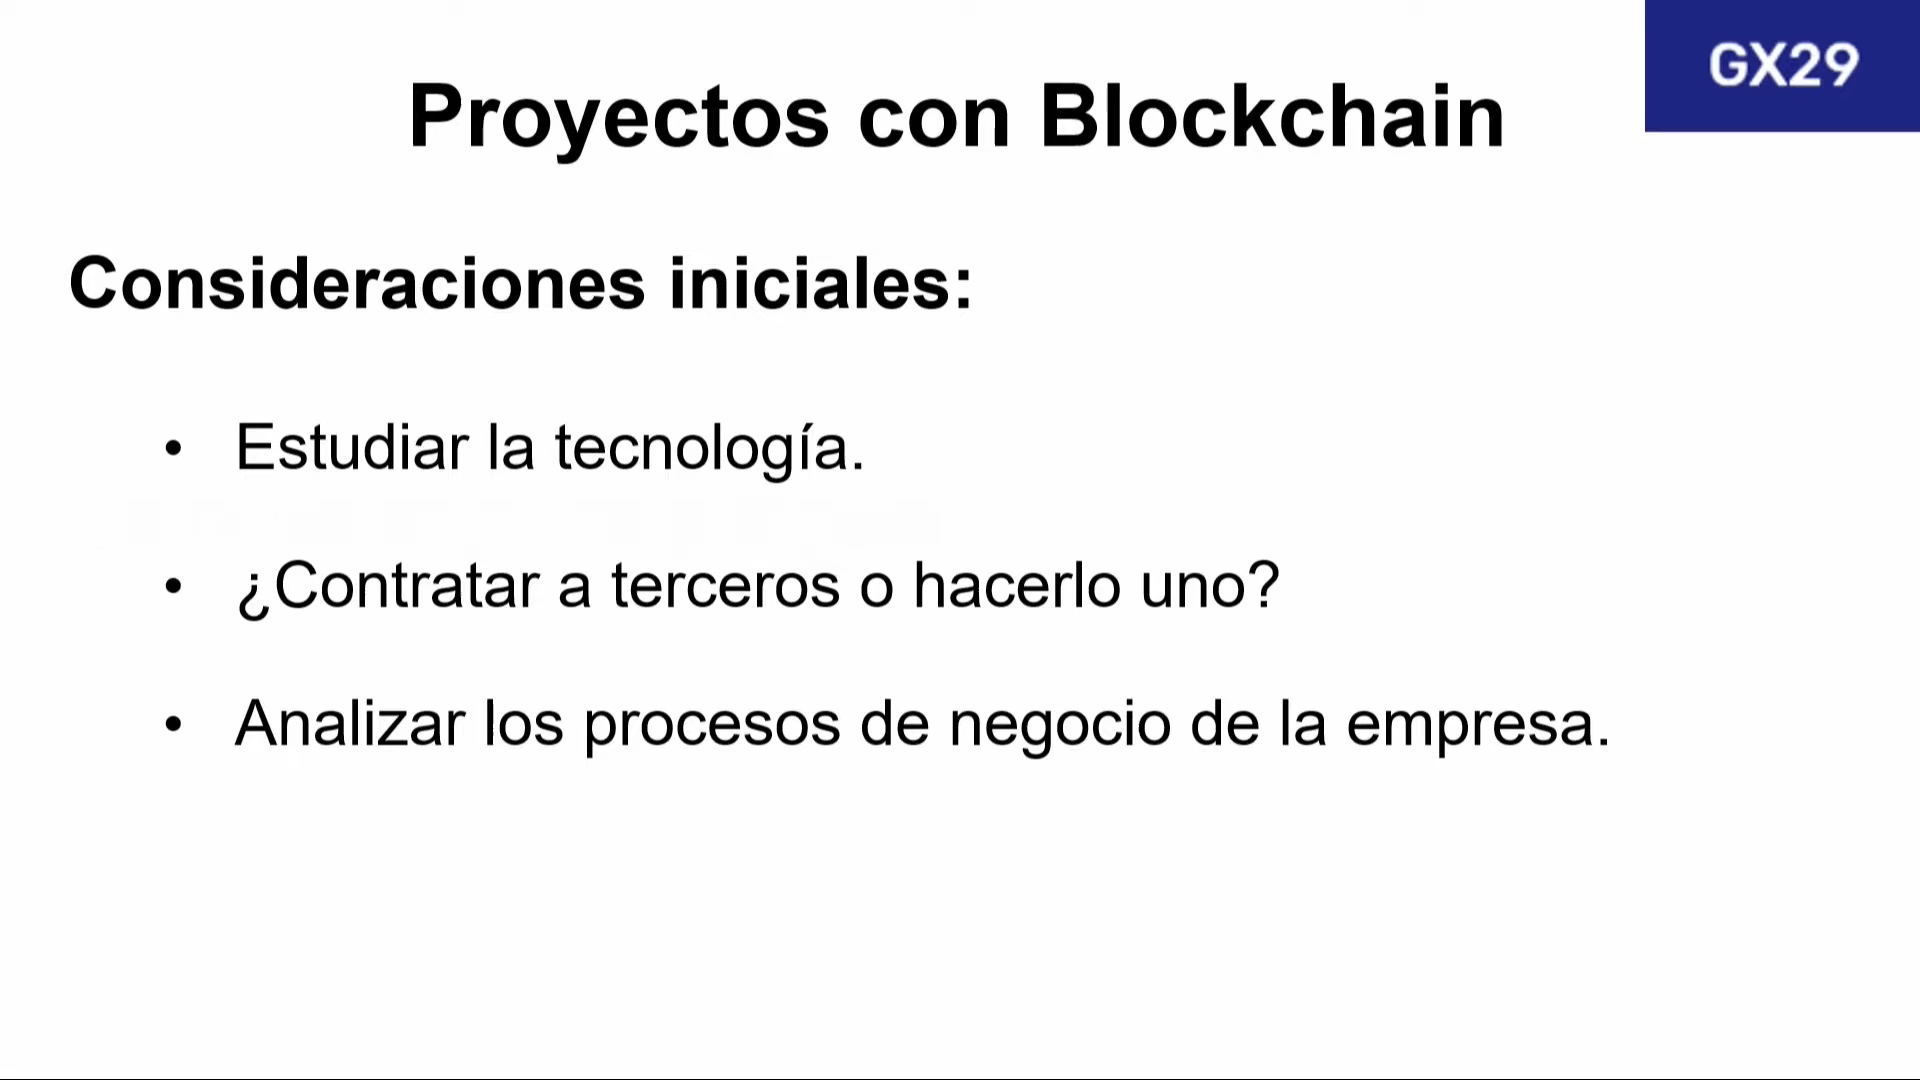 GX29
Proyectos con Blockchain
Consideraciones iniciales:
• Estudiar la tecnología.
• ¿Contratar a terceros o hacerlo uno?
• Analizar los procesos de negocio de la empresa.